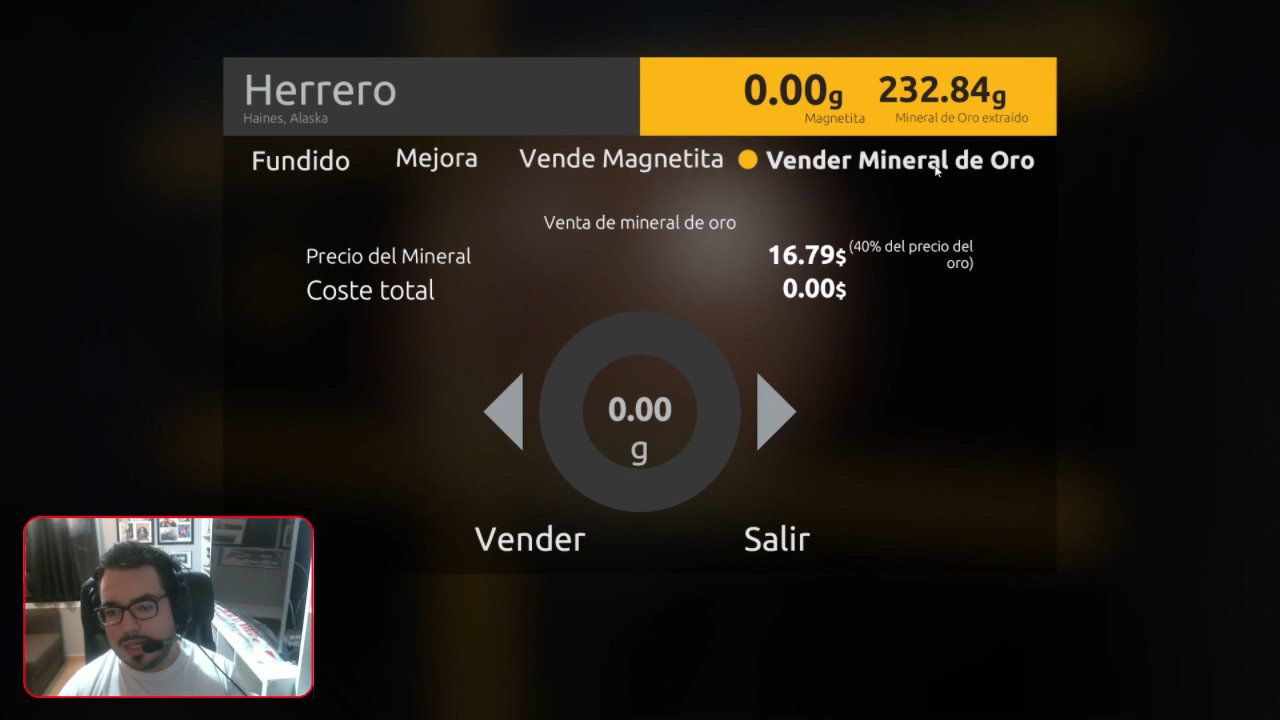 Herrero
Haines, Alaska
0.00g
Magnetita
232.84g
Mineral de Oro extraído
Fundido
Mejora
Vende Magnetita
Vender Mineral de Oro
Venta de mineral de oro
Precio del Mineral
16.79$
(40% del precio del
oro)
Coste total
0.00$
0.00
g
Vender
Salir